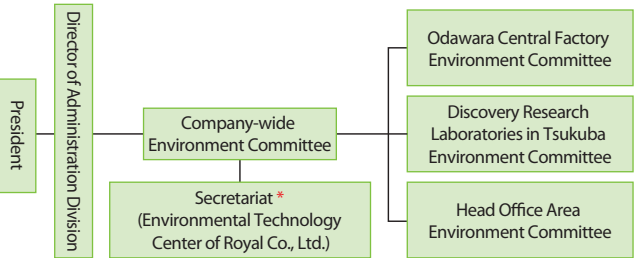 President
Director of Administration Division
Company-wide
Environment Committee
Secretariat *
(Environmental Technology
Center of Royal Co., Ltd.)
Odawara Central Factory
Environment Committee
Discovery Research
Laboratories in Tsukuba
Environment Committee
Head Office Area
Environment Committee